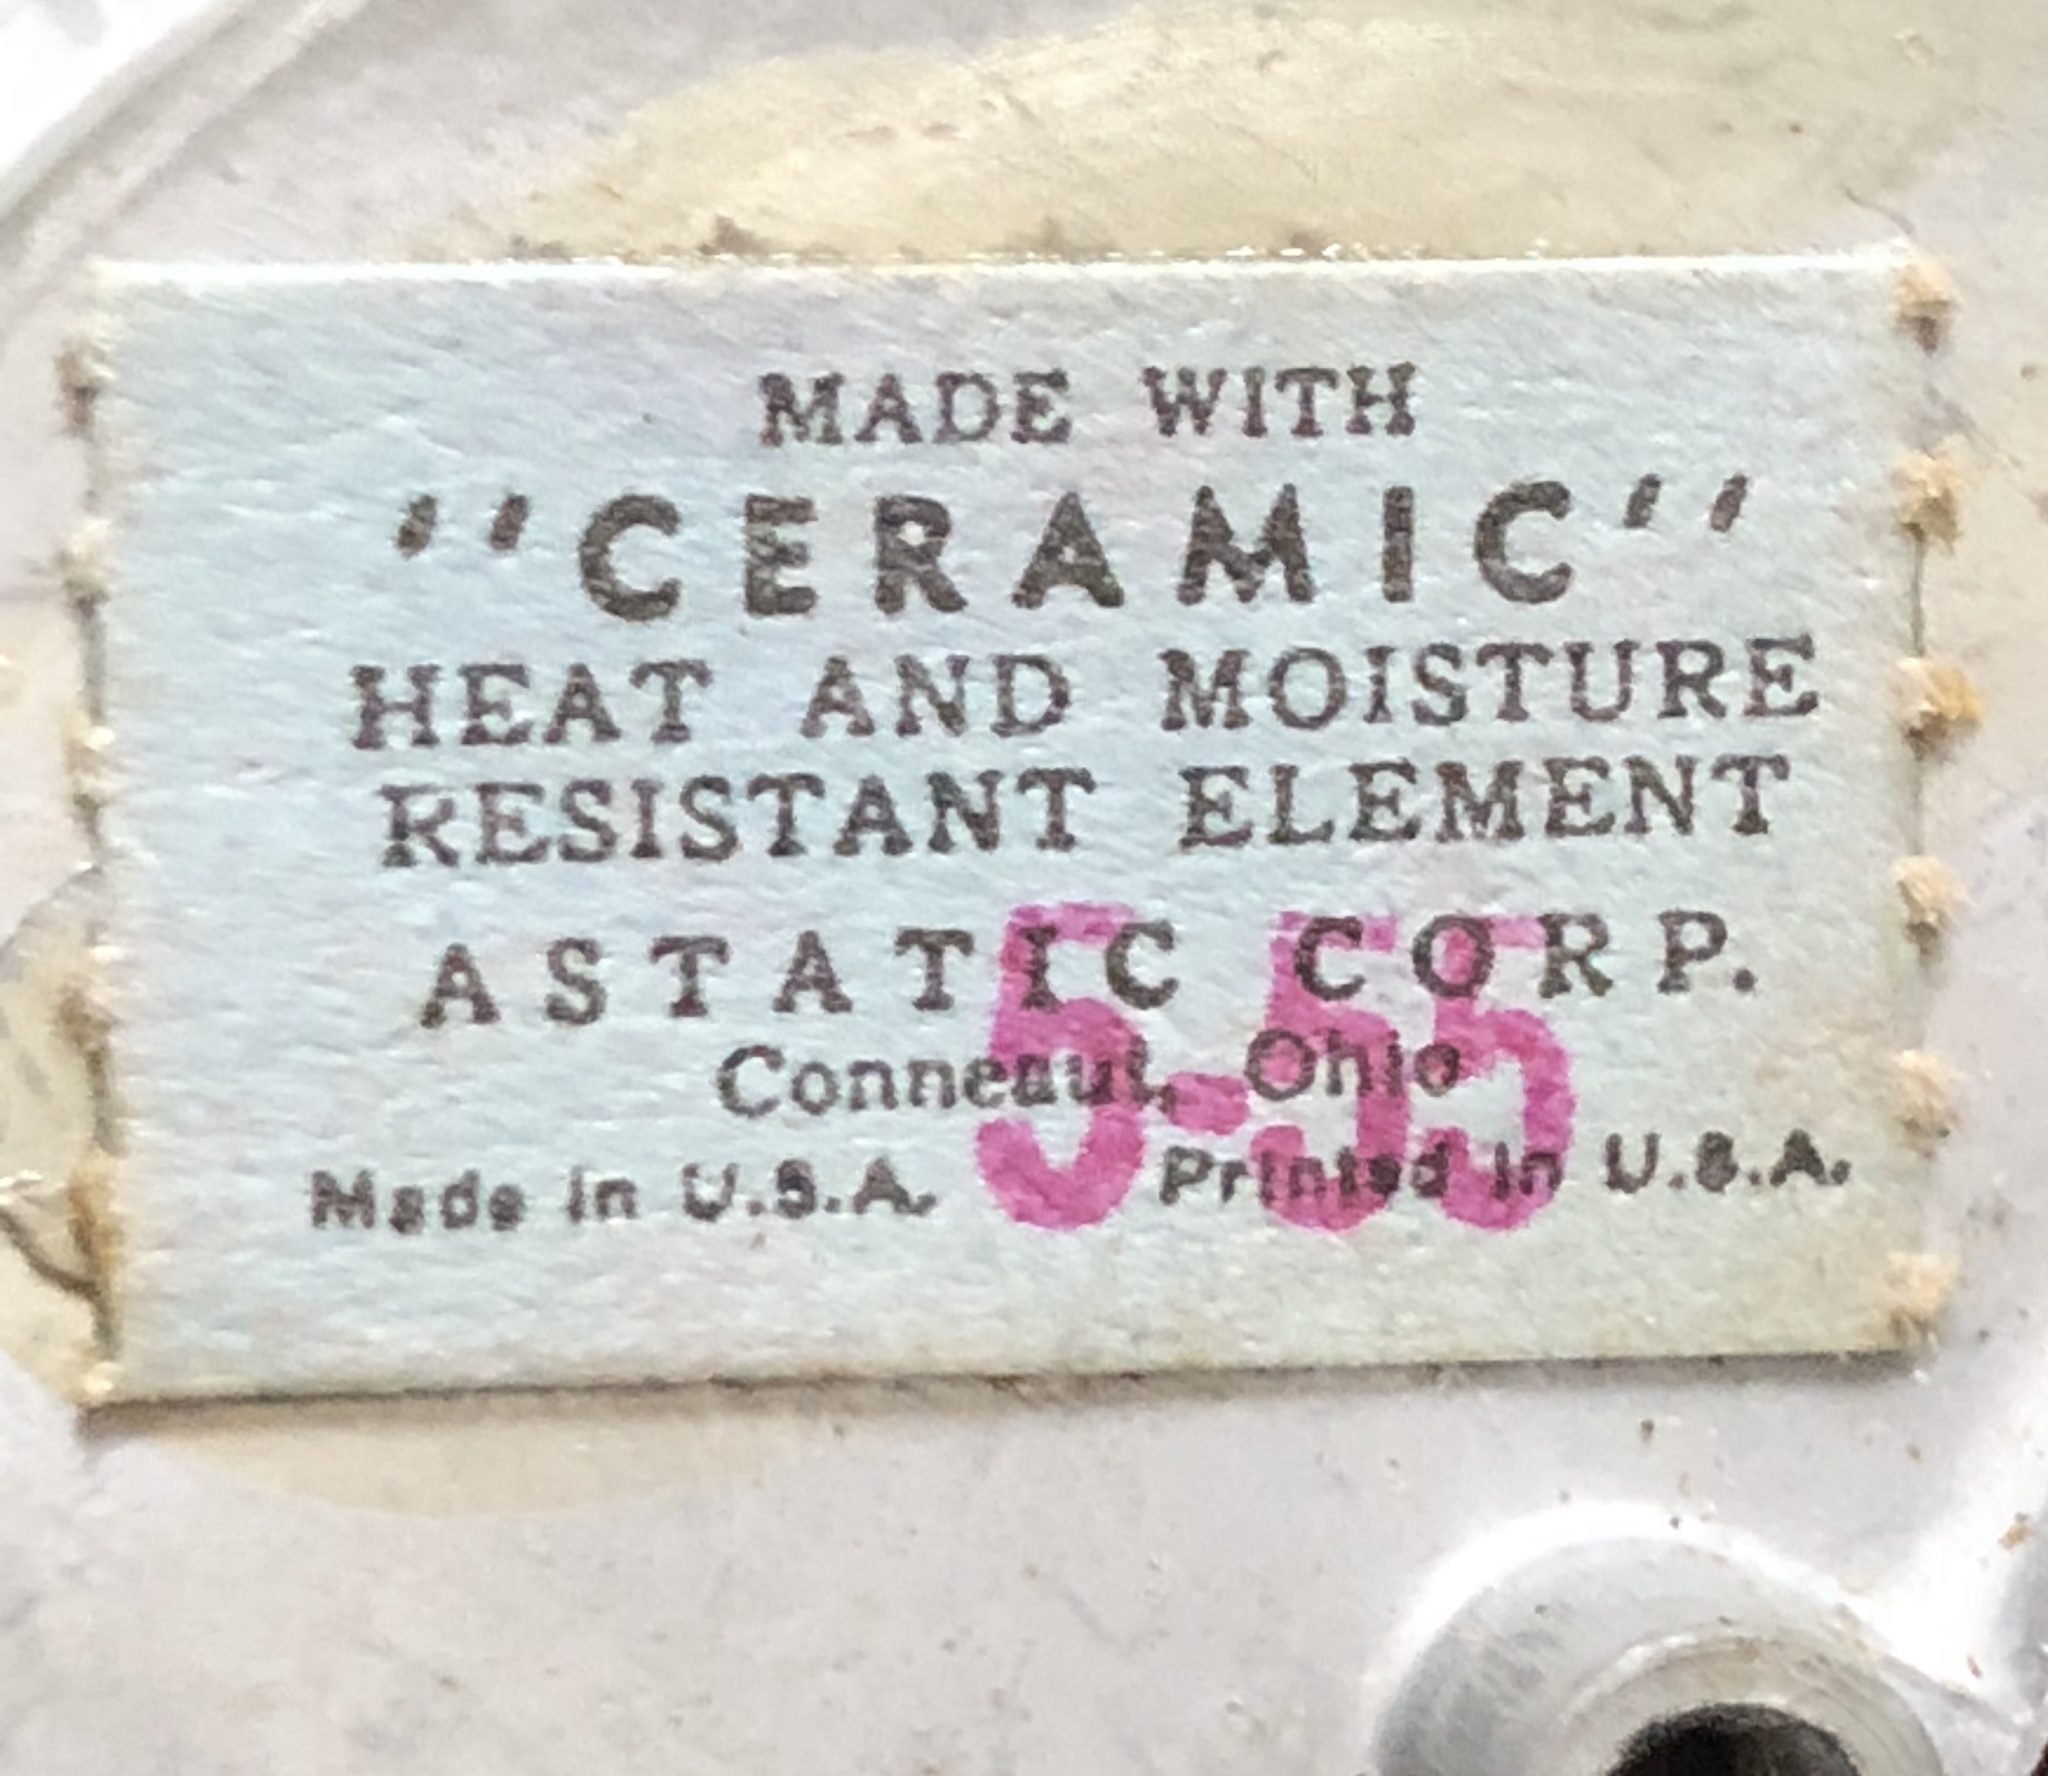 MADE WITH
"CERAMIC"
HEAT AND MOISTURE
RESISTANT ELEMENT
ASTATIC CORP.
Conneaut, Ohio
5-55
Made in U.S.A. Printed in U.S.A.